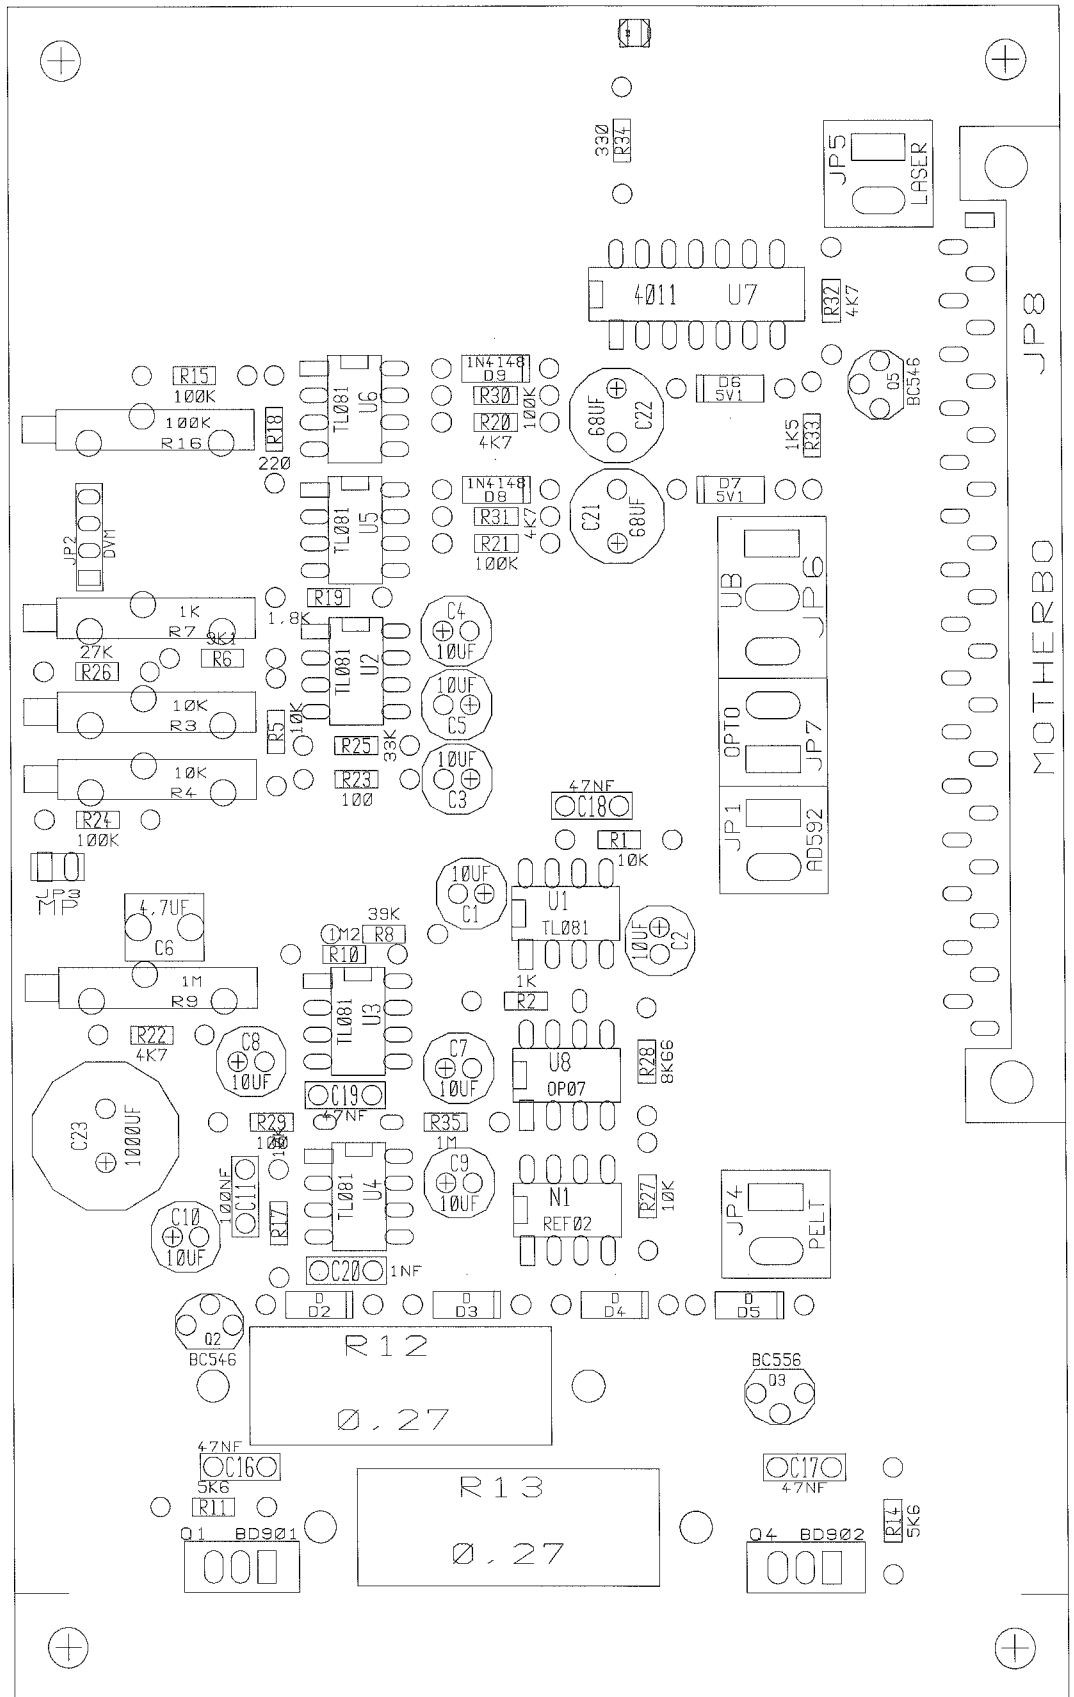 330
R34
JP5
LASER
4011 U7
R32
4K7
JP8
R15
100K
100K
R16
R18
220
TL081
U6
1N4148
D9
R30
100K
R20
4K7
68UF
C22
D6
5V1
1K5
R33
Q5
BC546
JP2
DVM
TL081
U5
1N4148
D8
R31
4K7
R21
100K
C21
68UF
D7
5V1
UB
JP6
MOTHERBO
R19
1,8K
1K
R7
9K1
R6
27K
R26
TL081
U2
C4
10UF
10UF
C5
10K
R3
R5
10K
OPTO
JP7
R25
33K
10K
R4
R23
100
10UF
C3
R24
100K
47NF
C18
R1
10K
JP1
AD592
JP3
MP
4,7UF
C6
10UF
C1
U1
TL081
10UF
C2
39K
R8
1M2
R10
1M
R9
TL081
U3
1K
R2
R22
4K7
C8
10UF
C7
10UF
U8
OP07
R28
8K66
C23
1000UF
C19
47NF
R29
100
R35
1M
100NF
C11
R17
TL081
U4
C9
10UF
N1
REF02
R27
10K
JP4
PELT
C10
10UF
C20
1NF
D
D2
D
D3
D
D4
D
D5
Q2
BC546
R12
0,27
BC556
Q3
47NF
C16
5K6
R11
R13
0,27
C17
47NF
R14
5K6
Q1 BD901
Q4 BD902